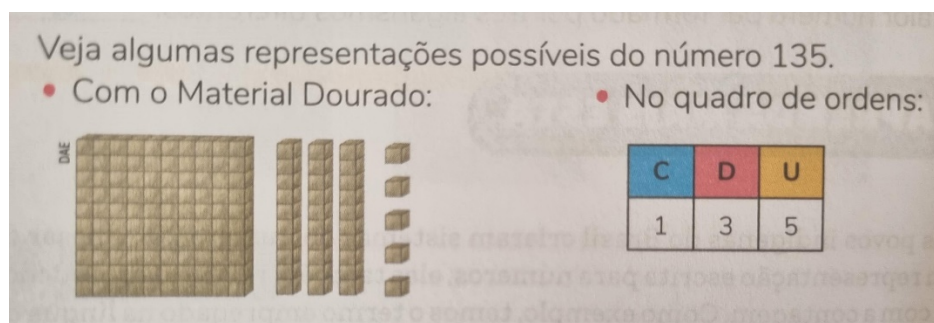 Veja algumas representações possíveis do número 135.
• Com o Material Dourado:
• No quadro de ordens:
DAE
C D U
1 3 5